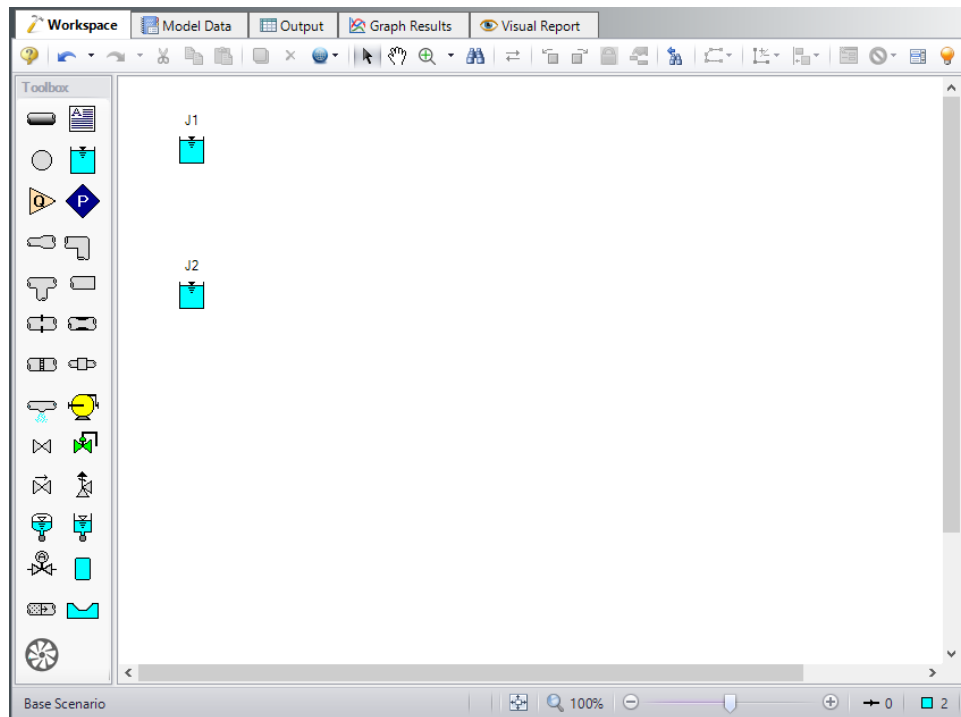 Workspace Model Data Output Graph Results Visual Report
Toolbox
A
J1
Q P
J2
A
Base Scenario 100% 0 2